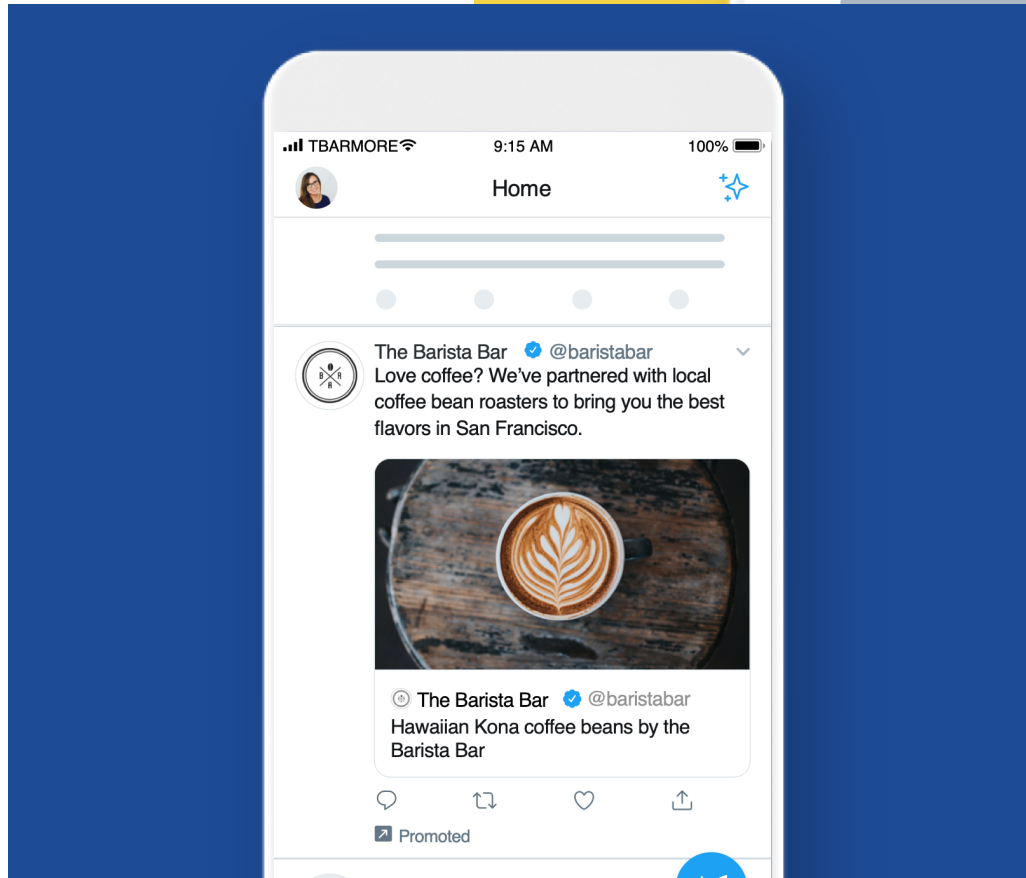 TBARMORE 9:15 AM 100%
Home
The Barista Bar @baristabar
Love coffee? We’ve partnered with local
coffee bean roasters to bring you the best
flavors in San Francisco.
The Barista Bar @baristabar
Hawaiian Kona coffee beans by the
Barista Bar
Promoted